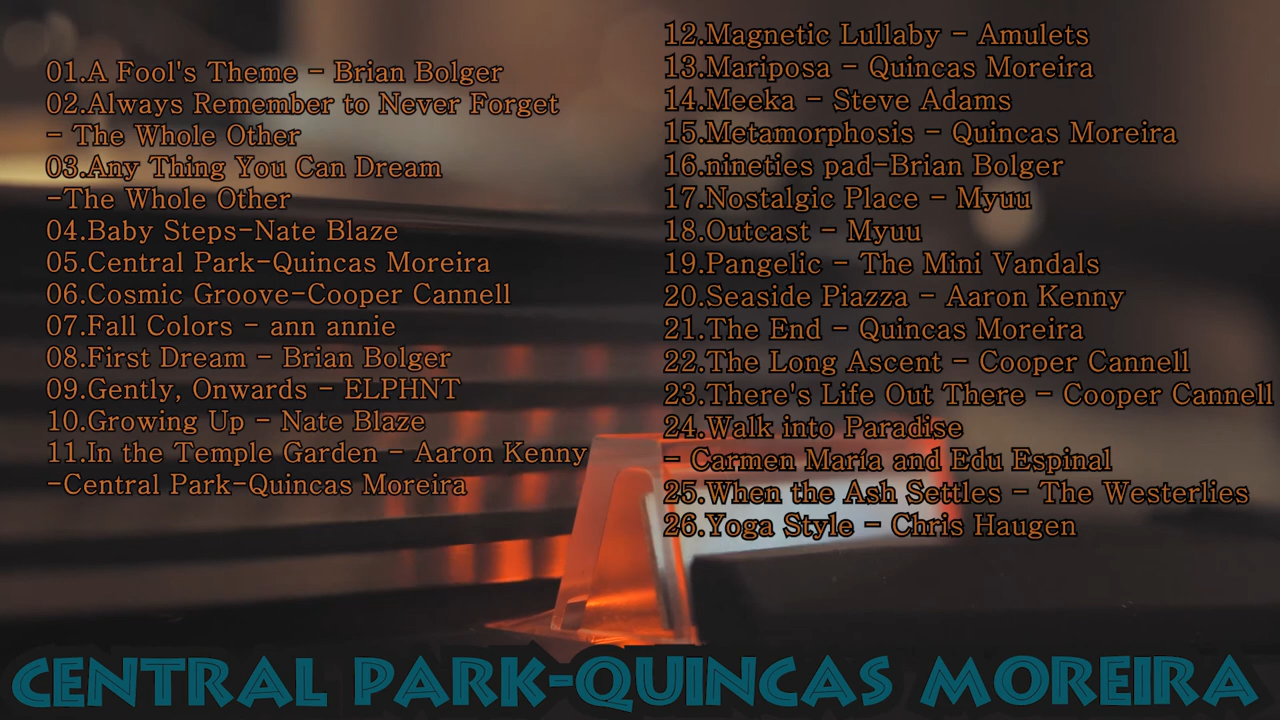 01.A Fool's Theme - Brian Bolger
02.Always Remember to Never Forget
- The Whole Other
03.Any Thing You Can Dream
-The Whole Other
04.Baby Steps-Nate Blaze
05.Central Park-Quincas Moreira
06.Cosmic Groove-Cooper Cannell
07.Fall Colors - ann annie
08.First Dream - Brian Bolger
09.Gently, Onwards - ELPHNT
10.Growing Up - Nate Blaze
11.In the Temple Garden - Aaron Kenny
-Central Park-Quincas Moreira
12.Magnetic Lullaby - Amulets
13.Mariposa - Quincas Moreira
14.Meeka - Steve Adams
15.Metamorphosis - Quincas Moreira
16.nineties pad-Brian Bolger
17.Nostalgic Place - Myuu
18.Outcast - Myuu
19.Pangelic - The Mini Vandals
20.Seaside Piazza - Aaron Kenny
21.The End - Quincas Moreira
22.The Long Ascent - Cooper Cannell
23.There's Life Out There - Cooper Cannell
24.Walk into Paradise
- Carmen María and Edu Espinal
25.When the Ash Settles - The Westerlies
26.Yoga Style - Chris Haugen
CENTRAL PARK-QUINCAS MOREIRA